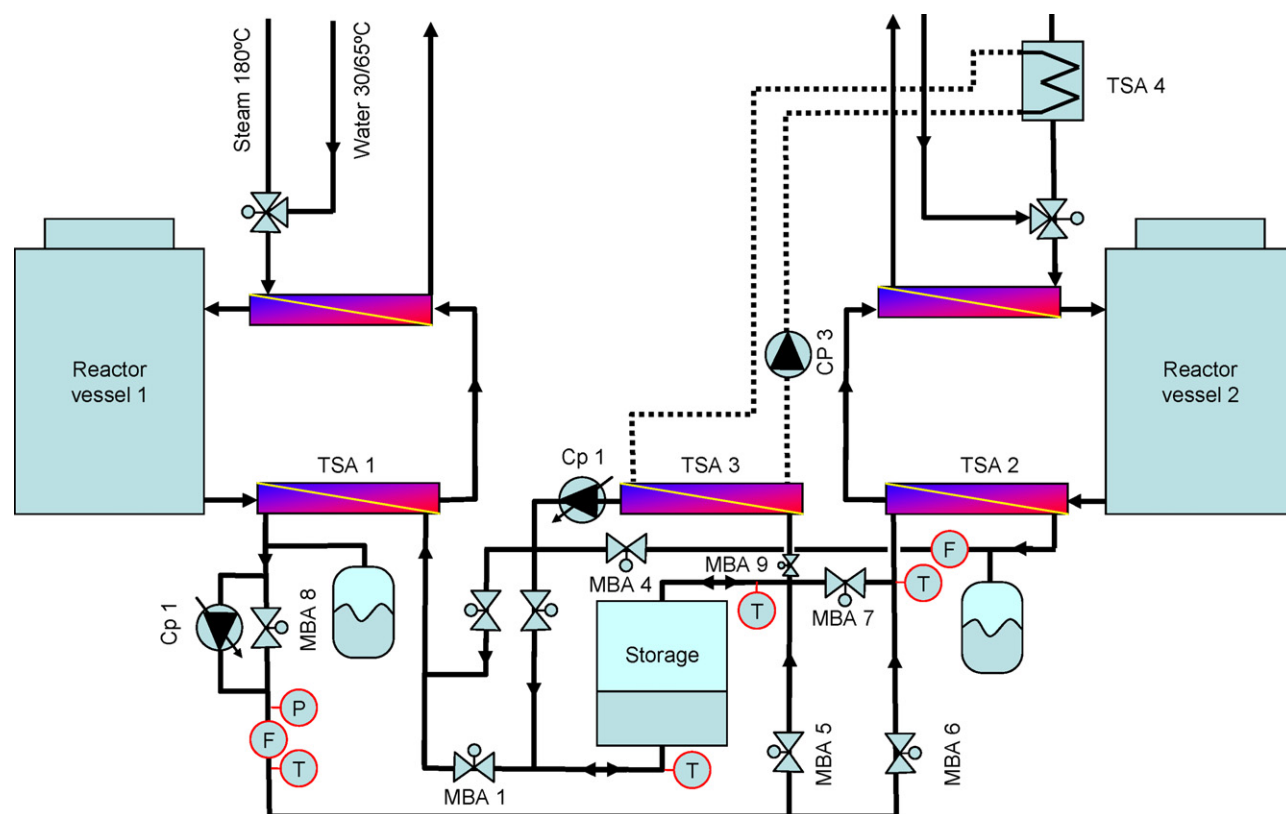 Steam 180ºC
Water 30/65ºC
TSA 4
Reactor
vessel 1
CP 3
Reactor
vessel 2
TSA 1
Cp 1
TSA 3
TSA 2
F
MBA 9
MBA 4
T
T
MBA 7
Cp 1
MBA 8
Storage
P
F
T
T
MBA 5
MBA 6
MBA 1